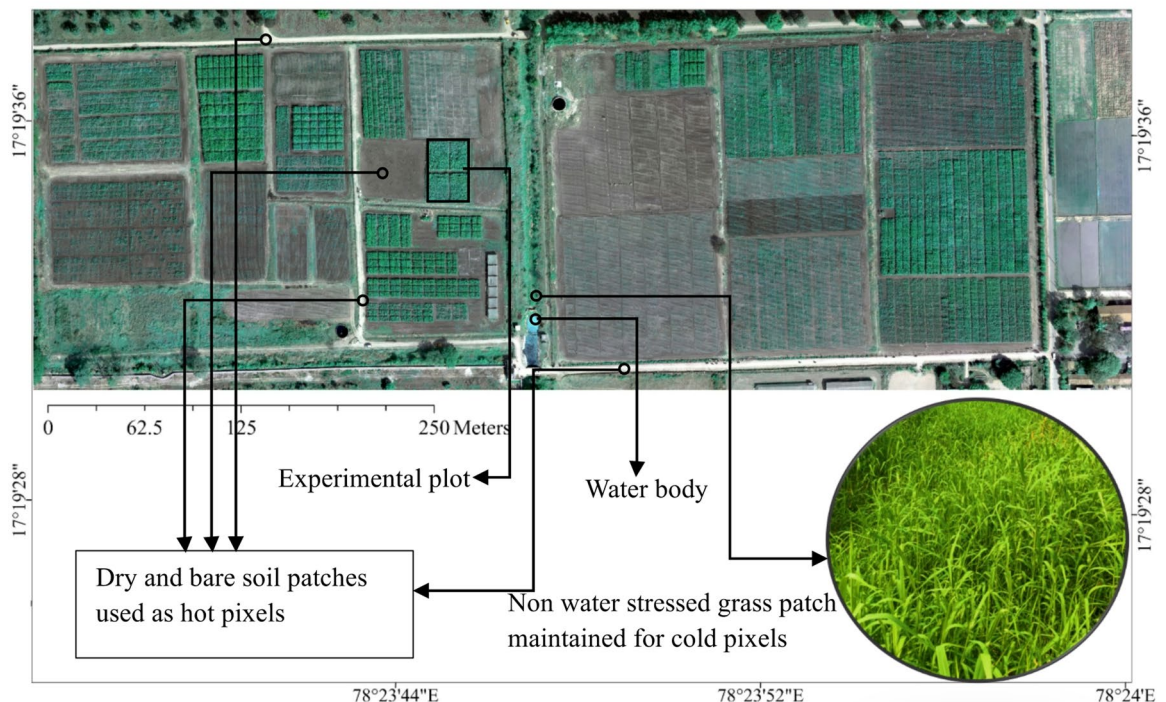 17°19'36"
17°19'36"
0 62.5 125 250 Meters
Experimental plot
Water body
17°19'28"
17°19'28"
Dry and bare soil patches
used as hot pixels
Non water stressed grass patch
maintained for cold pixels
78°23'44"E
78°23'52"E
78°24'E